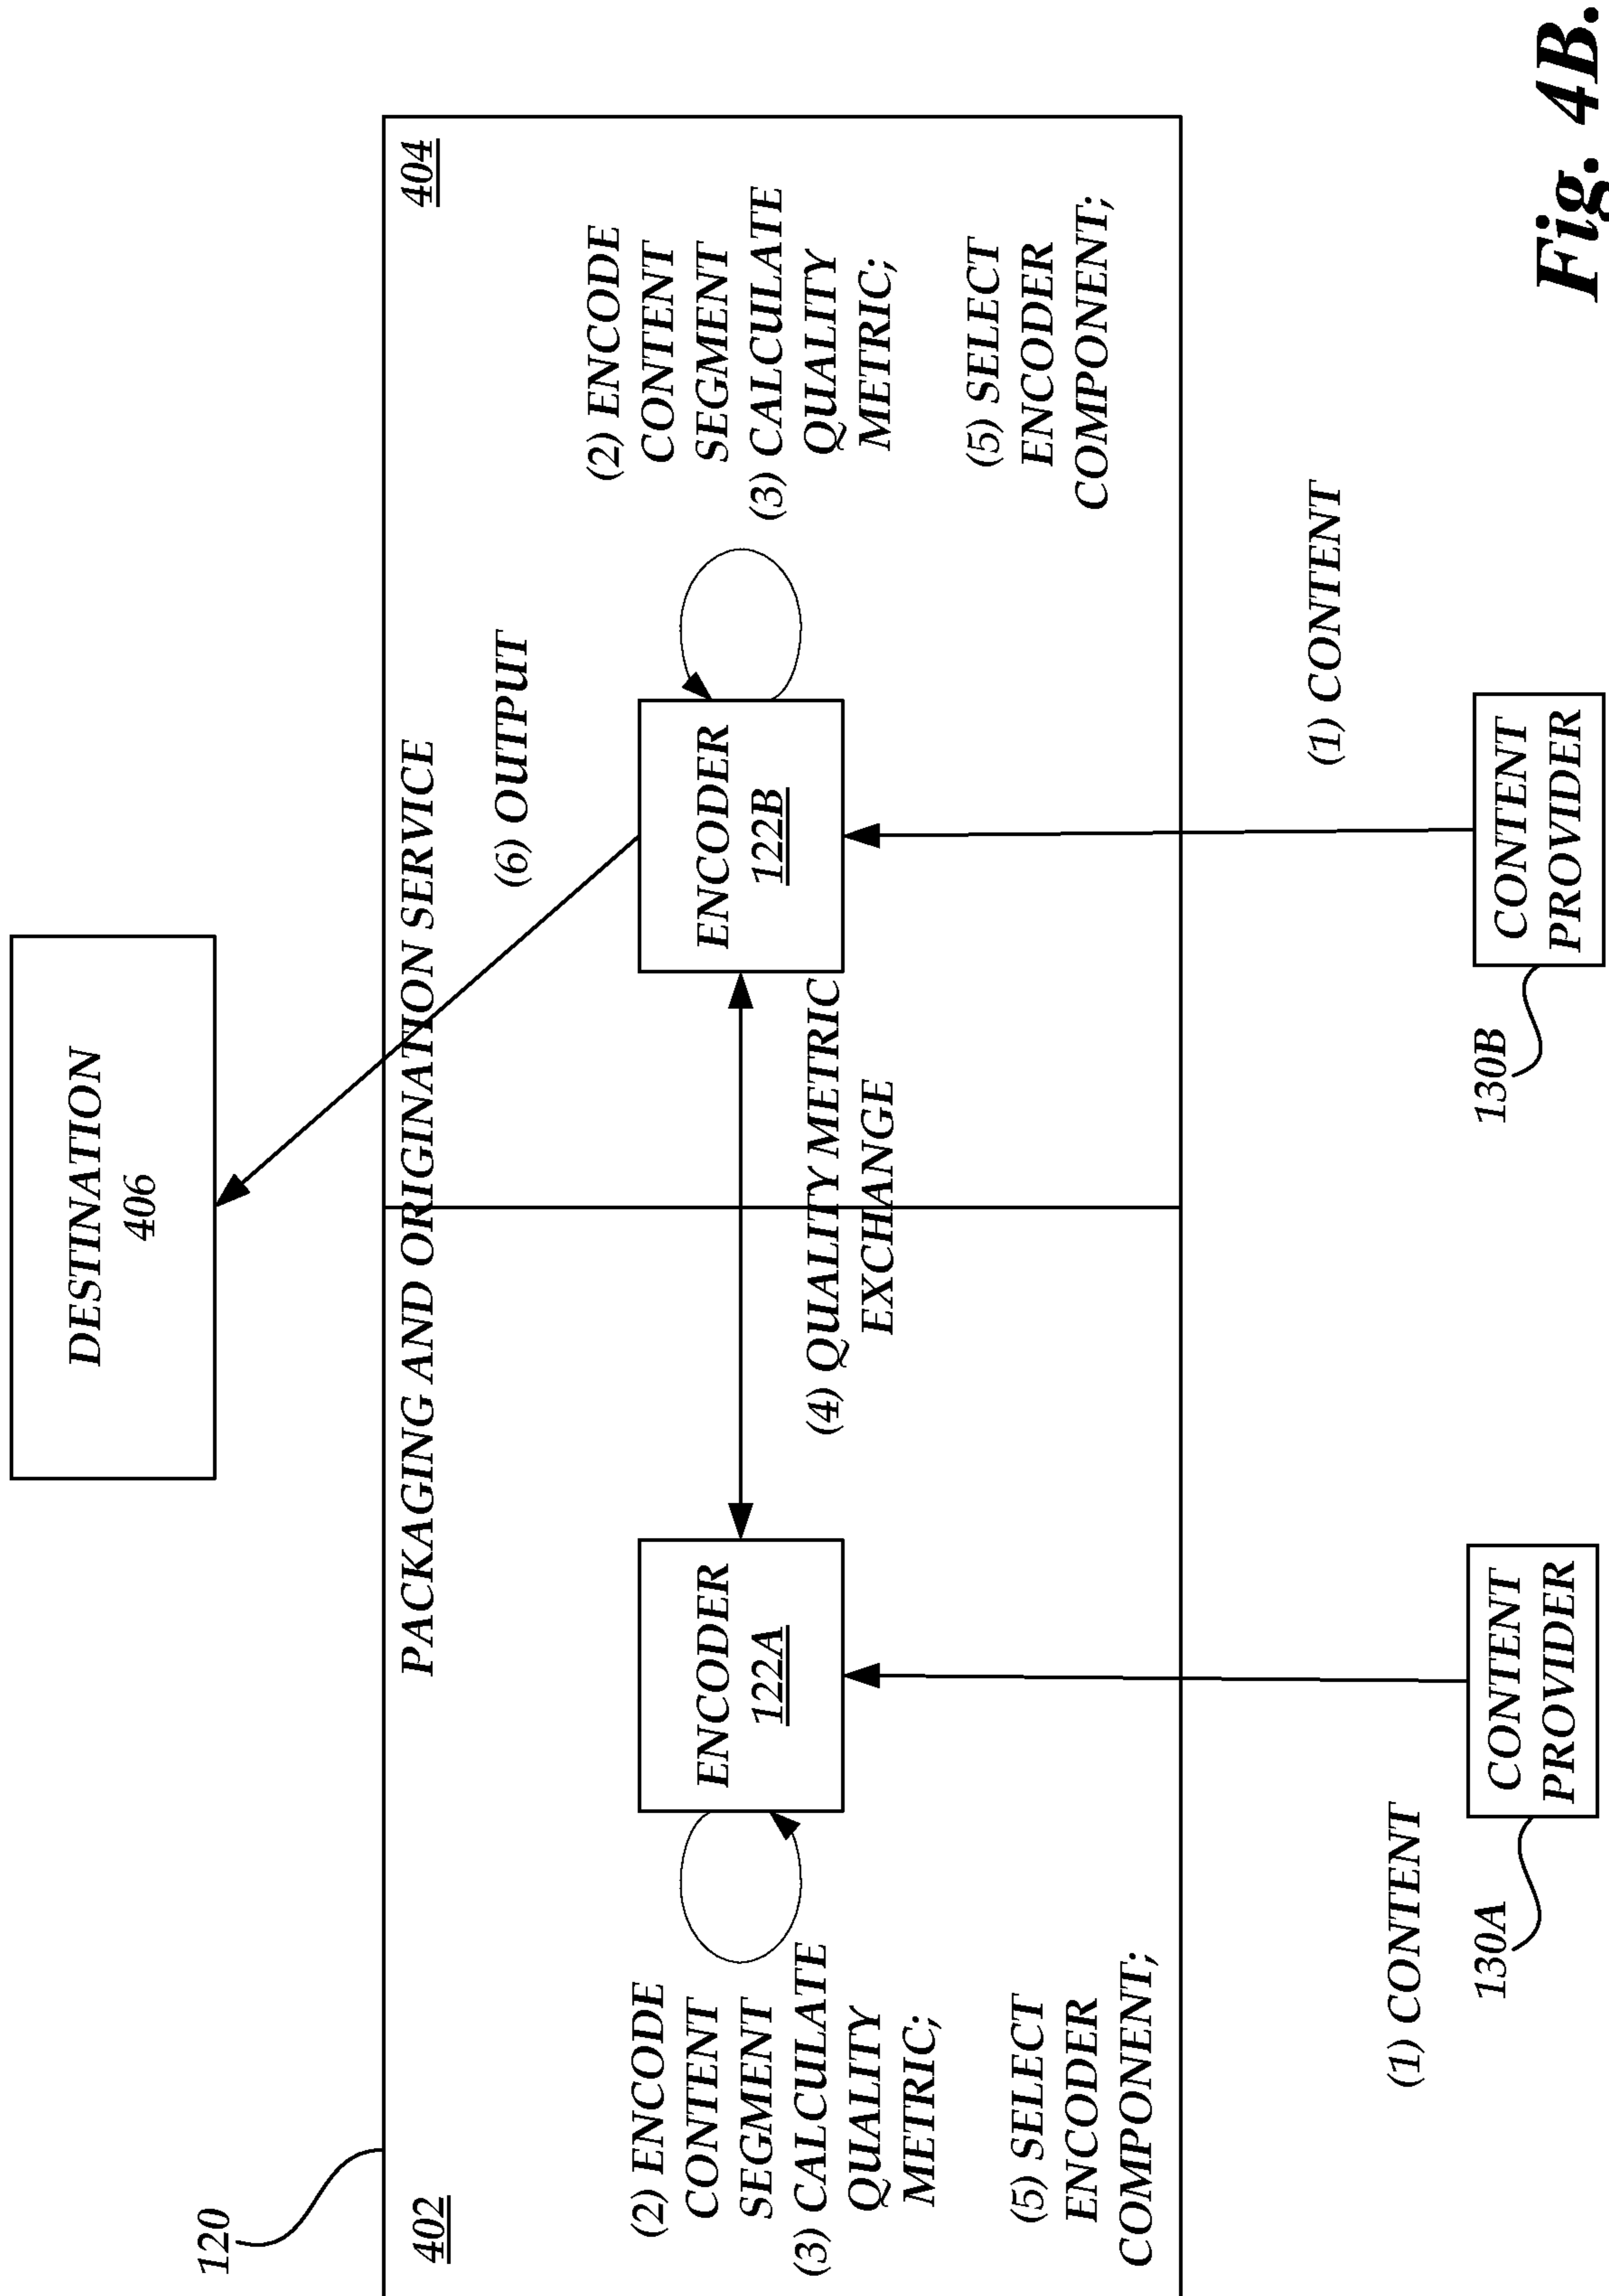 DESTINATION
406
120
402
PACKAGING AND ORIGINATION SERVICE
404
(6) OUTPUT
(2) ENCODE
CONTENT
SEGMENT
(3) CALCULATE
QUALITY
METRIC;
(5) SELECT
ENCODER
COMPONENT;
ENCODER
122A
(4) QUALITY METRIC
EXCHANGE
ENCODER
122B
(2) ENCODE
CONTENT
SEGMENT
(3) CALCULATE
QUALITY
METRIC;
(5) SELECT
ENCODER
COMPONENT;
(1) CONTENT
(1) CONTENT
130A
CONTENT
PROVIDER
130B
CONTENT
PROVIDER
Fig. 4B.